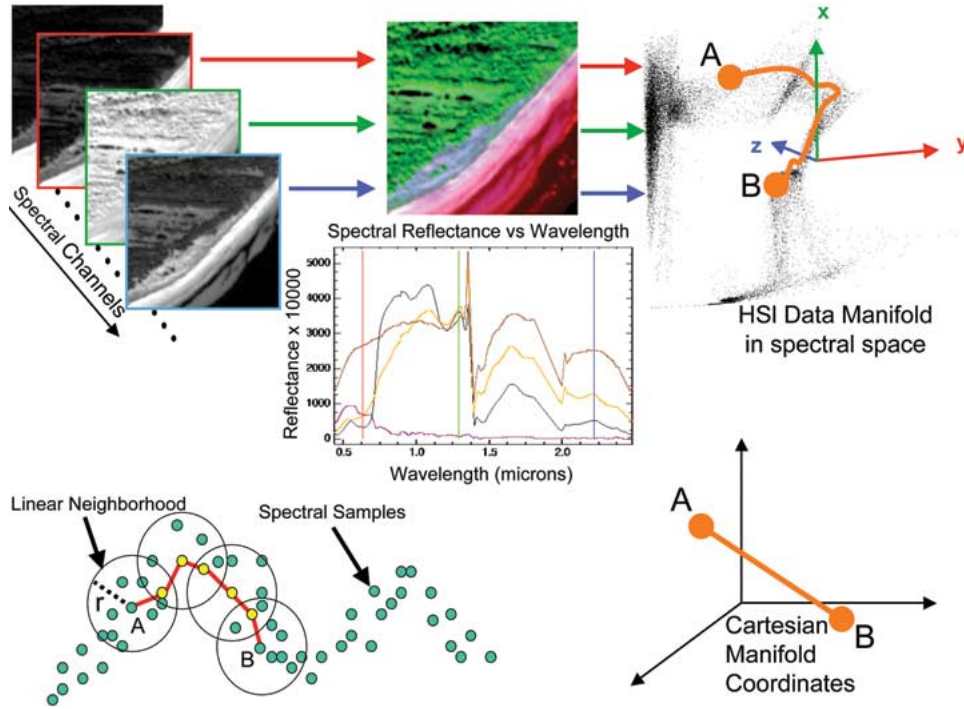 x
A
y
z
B
Spectral Channels
HSI Data Manifold
in spectral space
Spectral Reflectance vs Wavelength
Reflectance x 10000
5000
4000
3000
2000
1000
0
0.5
1.0
1.5
2.0
Wavelength (microns)
Linear Neighborhood
Spectral Samples
r
A
B
A
B
Cartesian
Manifold
Coordinates